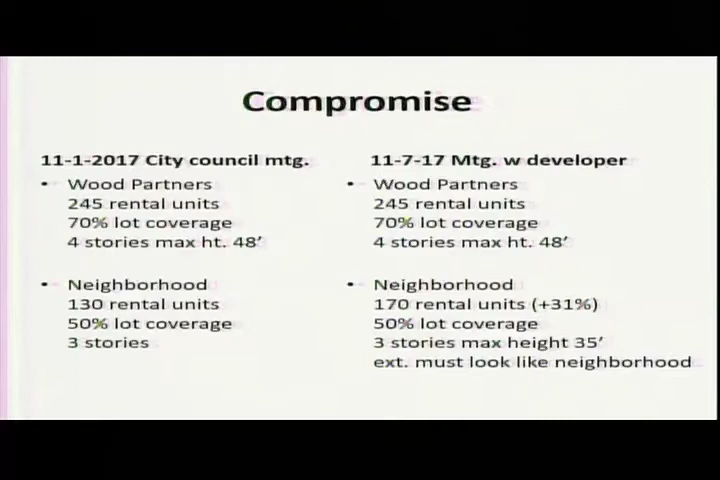 Compromise
11-1-2017 City council mtg.
• Wood Partners
245 rental units
70% lot coverage
4 stories max ht. 48’
• Neighborhood
130 rental units
50% lot coverage
3 stories
11-7-17 Mtg. w developer
• Wood Partners
245 rental units
70% lot coverage
4 stories max ht. 48’
• Neighborhood
170 rental units (+31%)
50% lot coverage
3 stories max height 35’
ext. must look like neighborhood